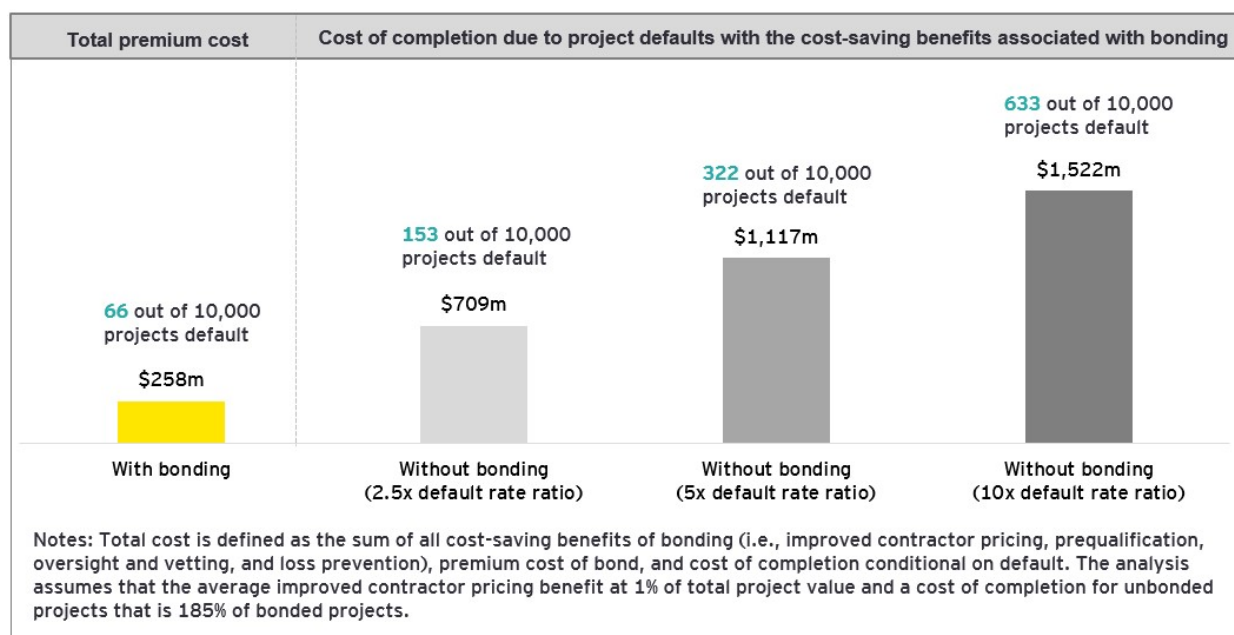 Total premium cost
Cost of completion due to project defaults with the cost-saving benefits associated with bonding
66 out of 10,000
projects default
$258m
With bonding
153 out of 10,000
projects default
$709m
Without bonding
(2.5x default rate ratio)
322 out of 10,000
projects default
$1,117m
Without bonding
(5x default rate ratio)
633 out of 10,000
projects default
$1,522m
Without bonding
(10x default rate ratio)
Notes: Total cost is defined as the sum of all cost-saving benefits of bonding (i.e., improved contractor pricing, prequalification,
oversight and vetting, and loss prevention), premium cost of bond, and cost of completion conditional on default. The analysis
assumes that the average improved contractor pricing benefit at 1% of total project value and a cost of completion for unbonded
projects that is 185% of bonded projects.